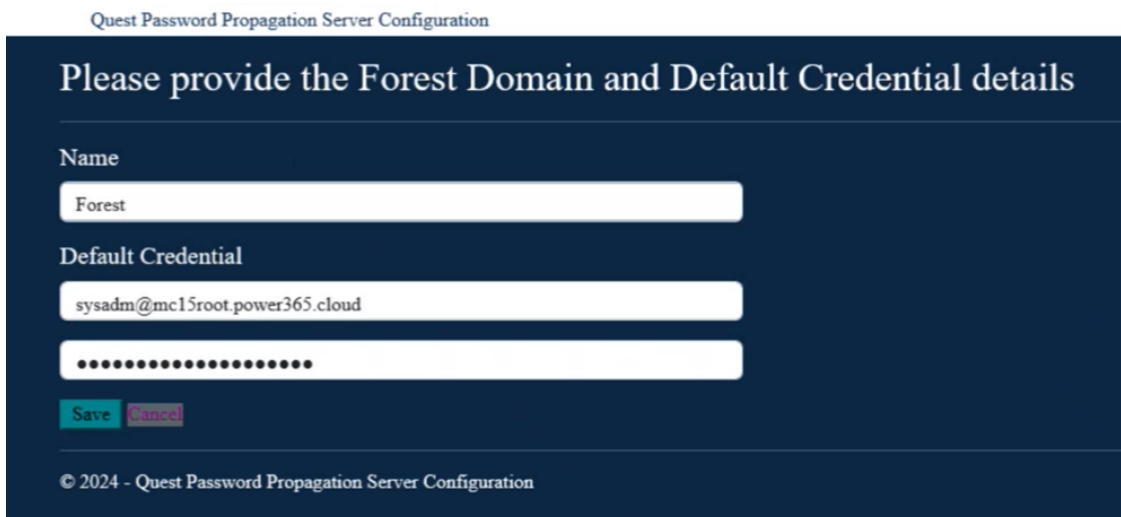 Quest Password Propagation Server Configuration
Please provide the Forest Domain and Default Credential details
Name
Forest
Default Credential
sysadm@mc15root.power365.cloud
••••••••••••••••••••
Save Cancel
© 2024 - Quest Password Propagation Server Configuration